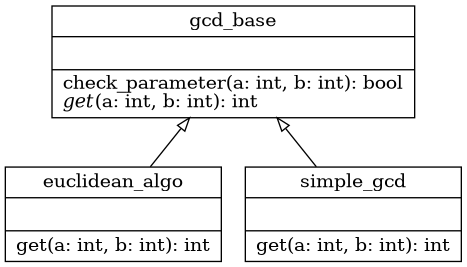 gcd_base
check_parameter(a: int, b: int): bool
get(a: int, b: int): int
euclidean_algo
get(a: int, b: int): int
simple_gcd
get(a: int, b: int): int